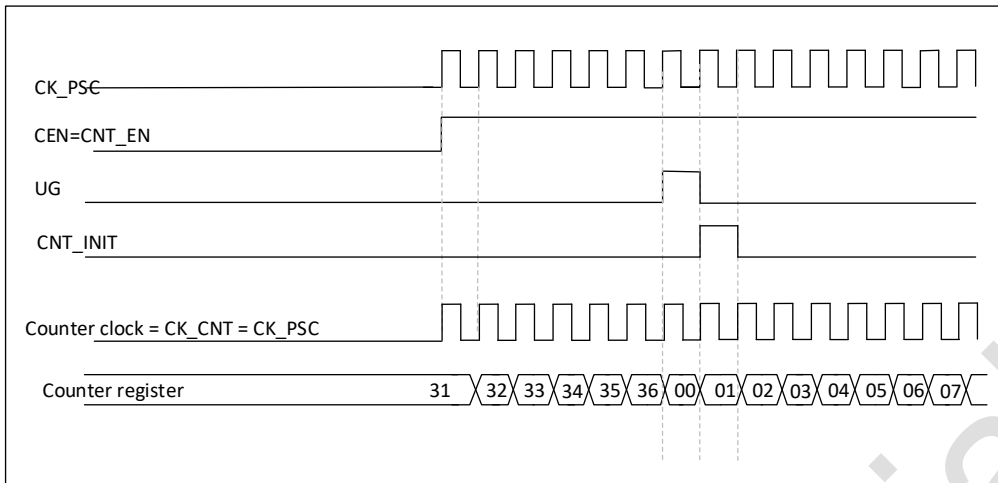 CK_PSC
CEN=CNT_EN
UG
CNT_INIT
Counter clock = CK_CNT = CK_PSC
Counter register 31 32 33 34 35 36 00 01 02 03 04 05 06 07